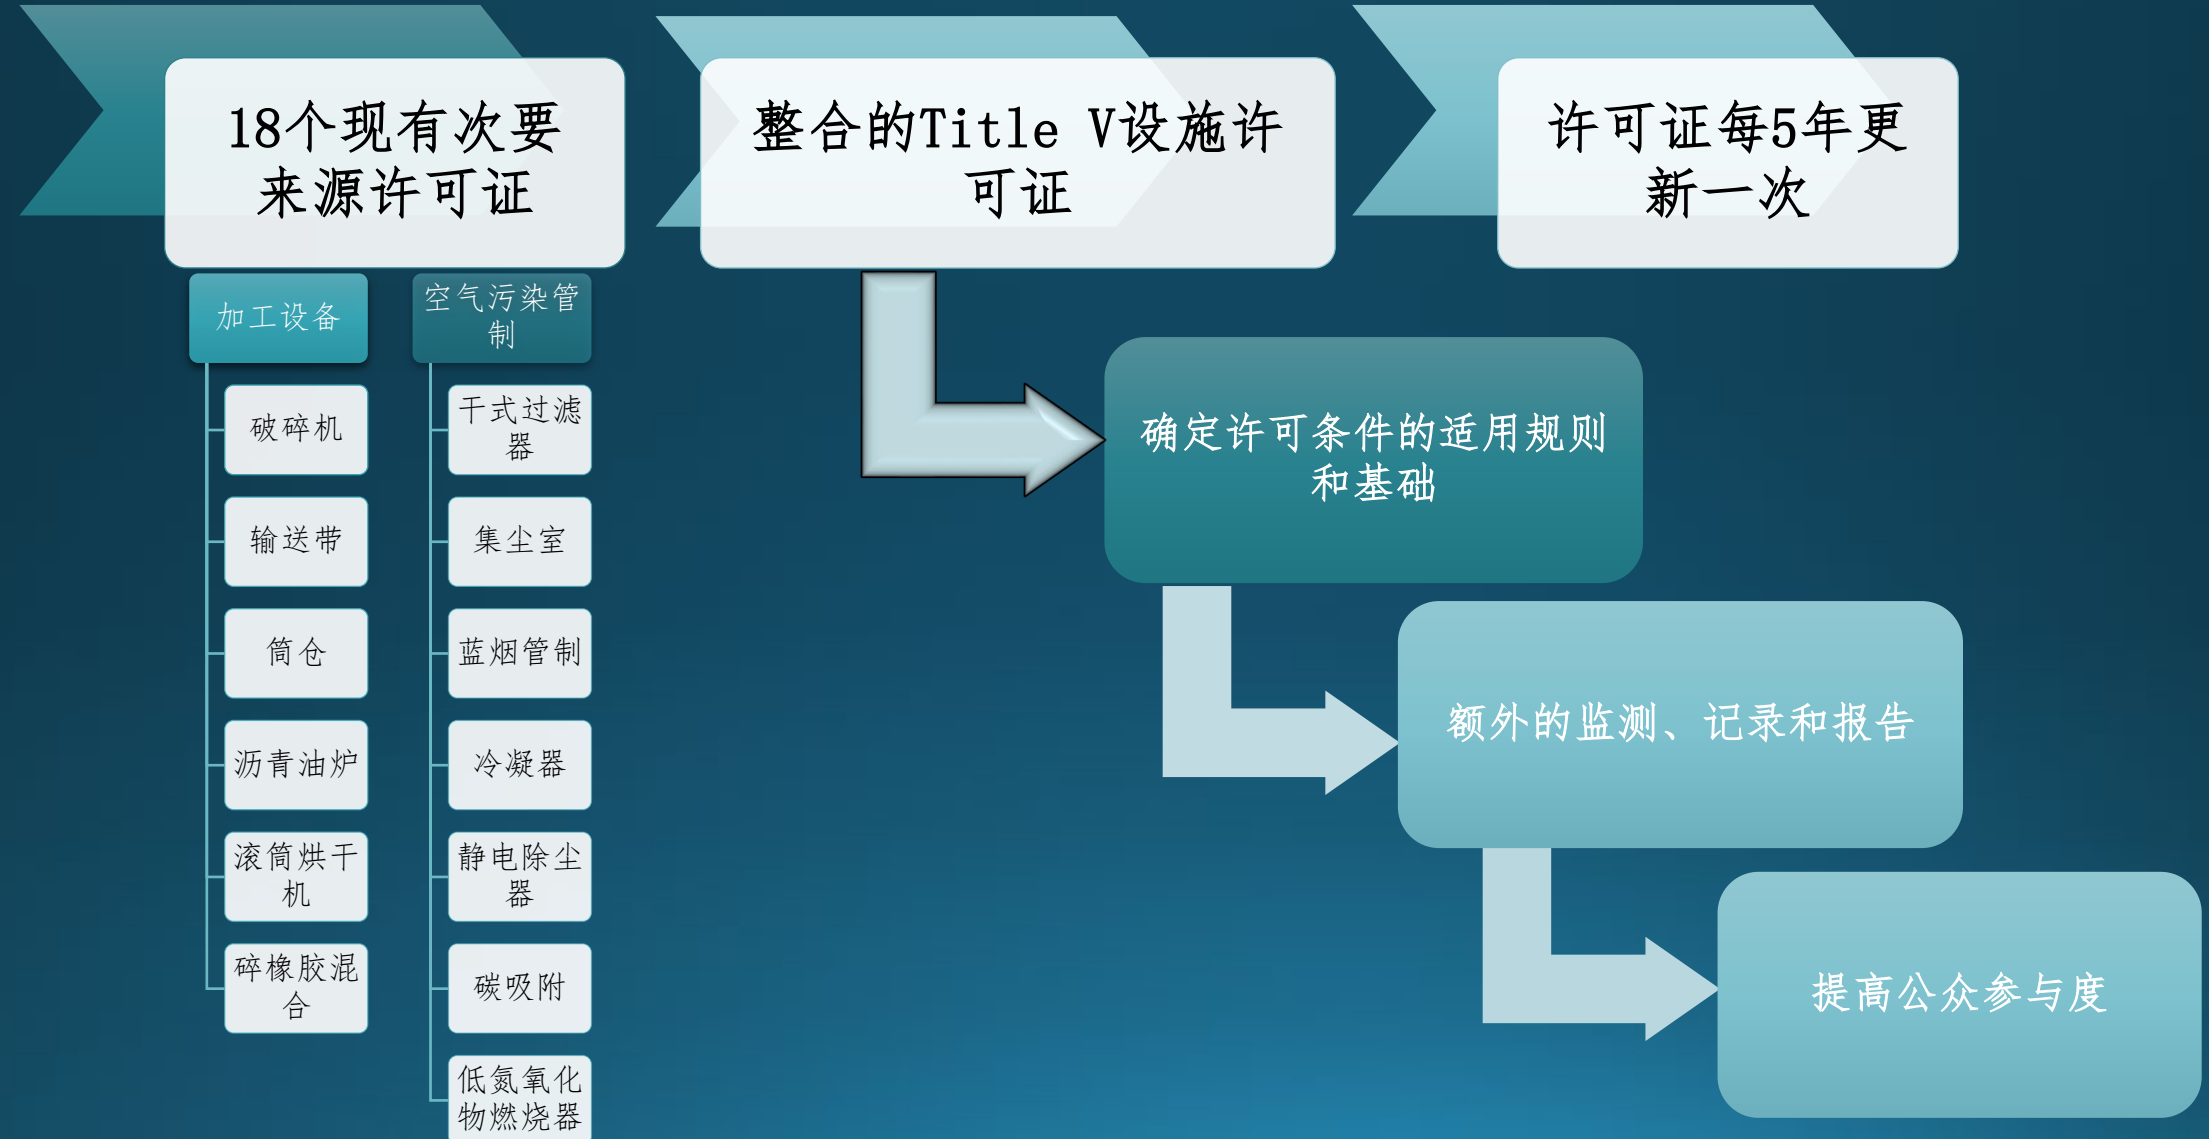 18个现有次要
来源许可证
整合的Title V设施许
可证
许可证每5年更
新一次
加工设备
破碎机
输送带
筒仓
沥青油炉
滚筒烘干
机
碎橡胶混
合
空气污染管
制
干式过滤
器
集尘室
蓝烟管制
冷凝器
静电除尘
器
碳吸附
低氮氧化
物燃烧器
确定许可条件的适用规则
和基础
额外的监测、记录和报告
提高公众参与度